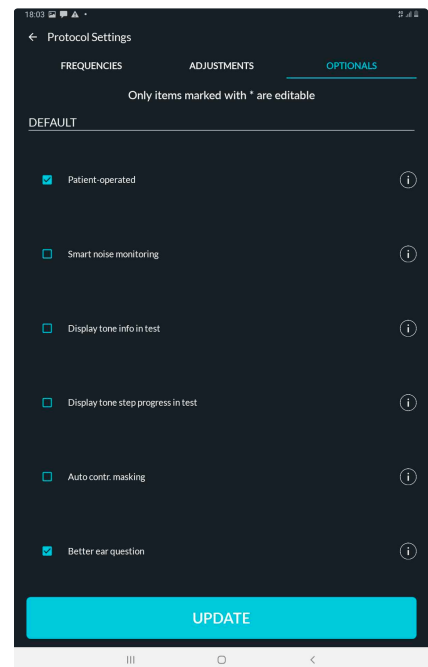 18:03
Protocol Settings
FREQUENCIES ADJUSTMENTS OPTIONALS
Only items marked with * are editable
DEFAULT
Patient-operated
Smart noise monitoring
Display tone info in test
Display tone step progress in test
Auto contr. masking
Better ear question
UPDATE